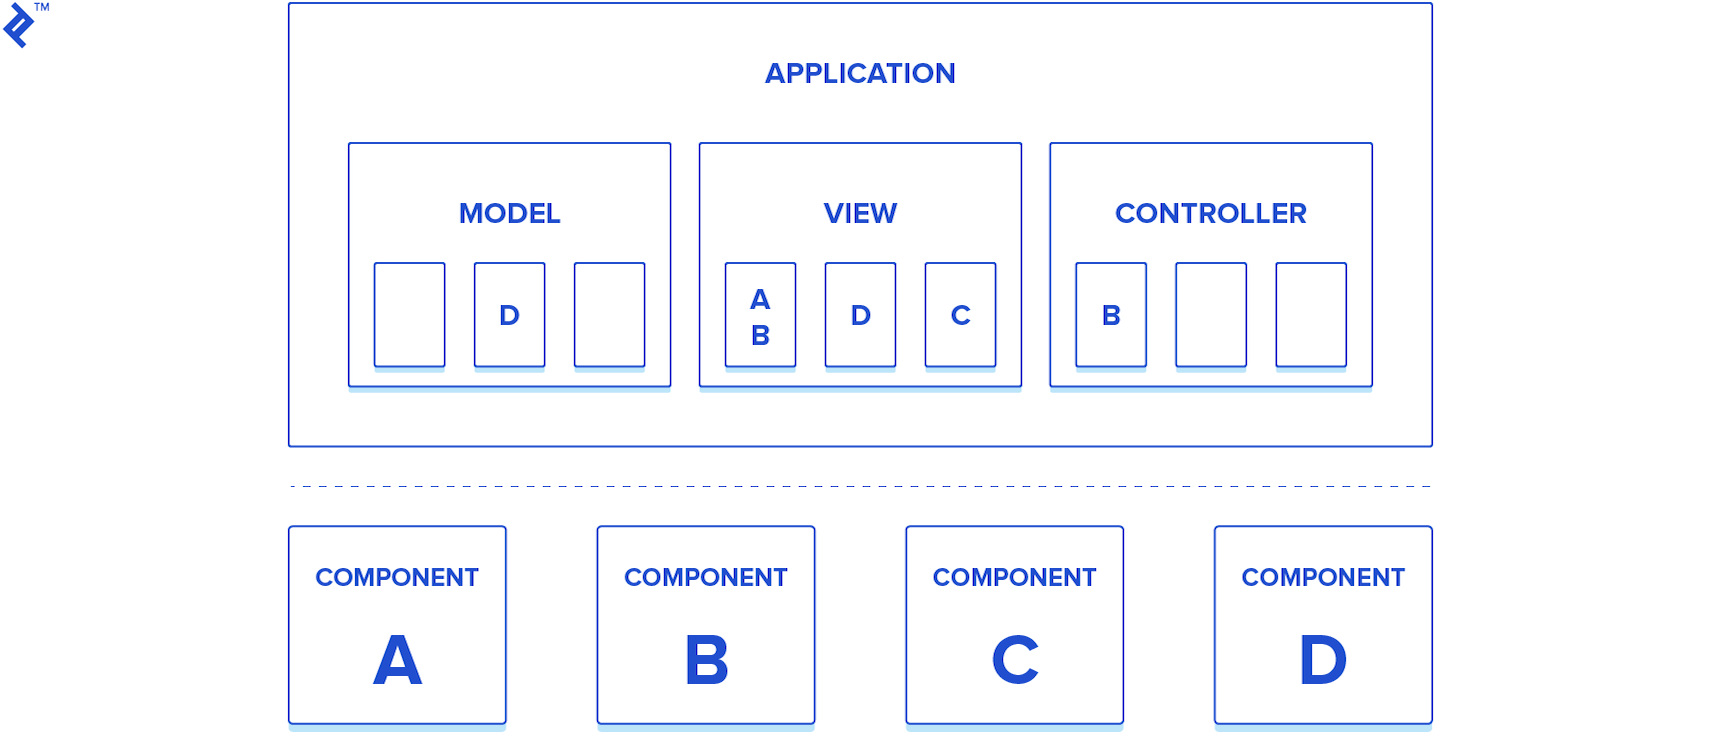 TM
APPLICATION
MODEL
D
VIEW
A
B
D
C
CONTROLLER
B
COMPONENT
A
COMPONENT
B
COMPONENT
C
COMPONENT
D